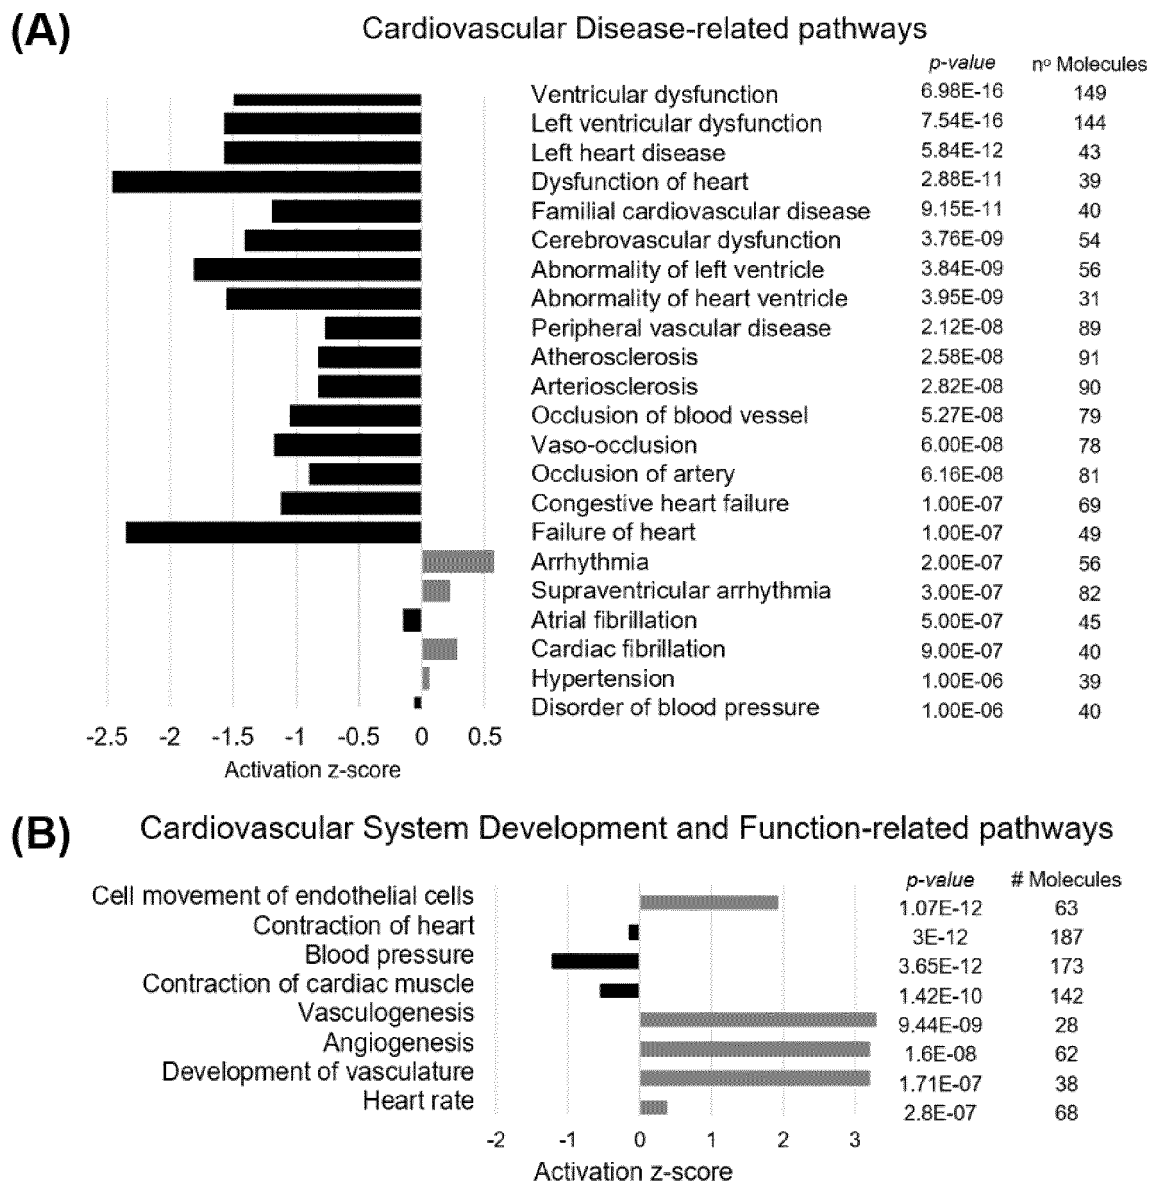 (A) Cardiovascular Disease-related pathways
p-value nº Molecules
Ventricular dysfunction 6.98E-16 149
Left ventricular dysfunction 7.54E-16 144
Left heart disease 5.84E-12 43
Dysfunction of heart 2.88E-11 39
Familial cardiovascular disease 9.15E-11 40
Cerebrovascular dysfunction 3.76E-09 54
Abnormality of left ventricle 3.84E-09 56
Abnormality of heart ventricle 3.95E-09 31
Peripheral vascular disease 2.12E-08 89
Atherosclerosis 2.58E-08 91
Arteriosclerosis 2.82E-08 90
Occlusion of blood vessel 5.27E-08 79
Vaso-occlusion 6.00E-08 78
Occlusion of artery 6.16E-08 81
Congestive heart failure 1.00E-07 69
Failure of heart 1.00E-07 49
Arrhythmia 2.00E-07 56
Supraventricular arrhythmia 3.00E-07 82
Atrial fibrillation 5.00E-07 45
Cardiac fibrillation 9.00E-07 40
Hypertension 1.00E-06 39
Disorder of blood pressure 1.00E-06 40
-2.5 -2 -1.5 -1 -0.5 0 0.5
Activation z-score
(B) Cardiovascular System Development and Function-related pathways
p-value # Molecules
Cell movement of endothelial cells 1.07E-12 63
Contraction of heart 3E-12 187
Blood pressure 3.65E-12 173
Contraction of cardiac muscle 1.42E-10 142
Vasculogenesis 9.44E-09 28
Angiogenesis 1.6E-08 62
Development of vasculature 1.71E-07 38
Heart rate 2.8E-07 68
-2 -1 0 1 2 3
Activation z-score